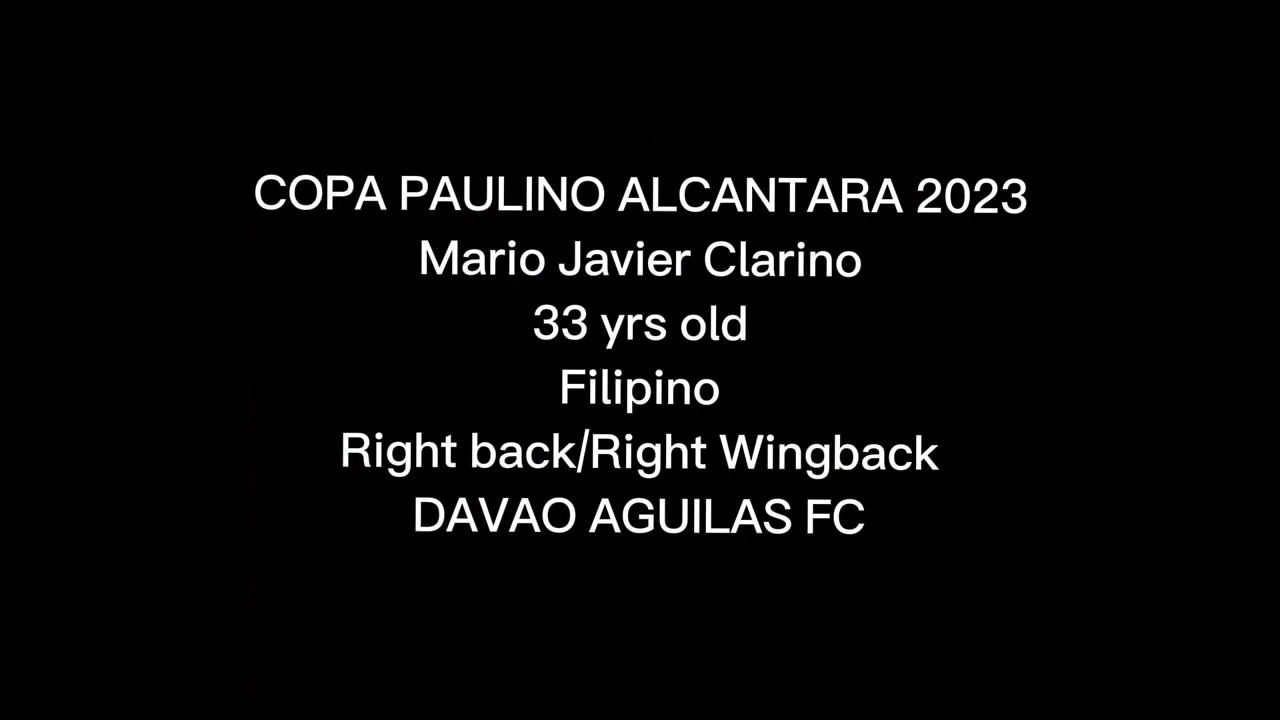 COPA PAULINO ALCANTARA 2023
Mario Javier Clarino
33 yrs old
Filipino
Right back/Right Wingback
DAVAO AGUILAS FC